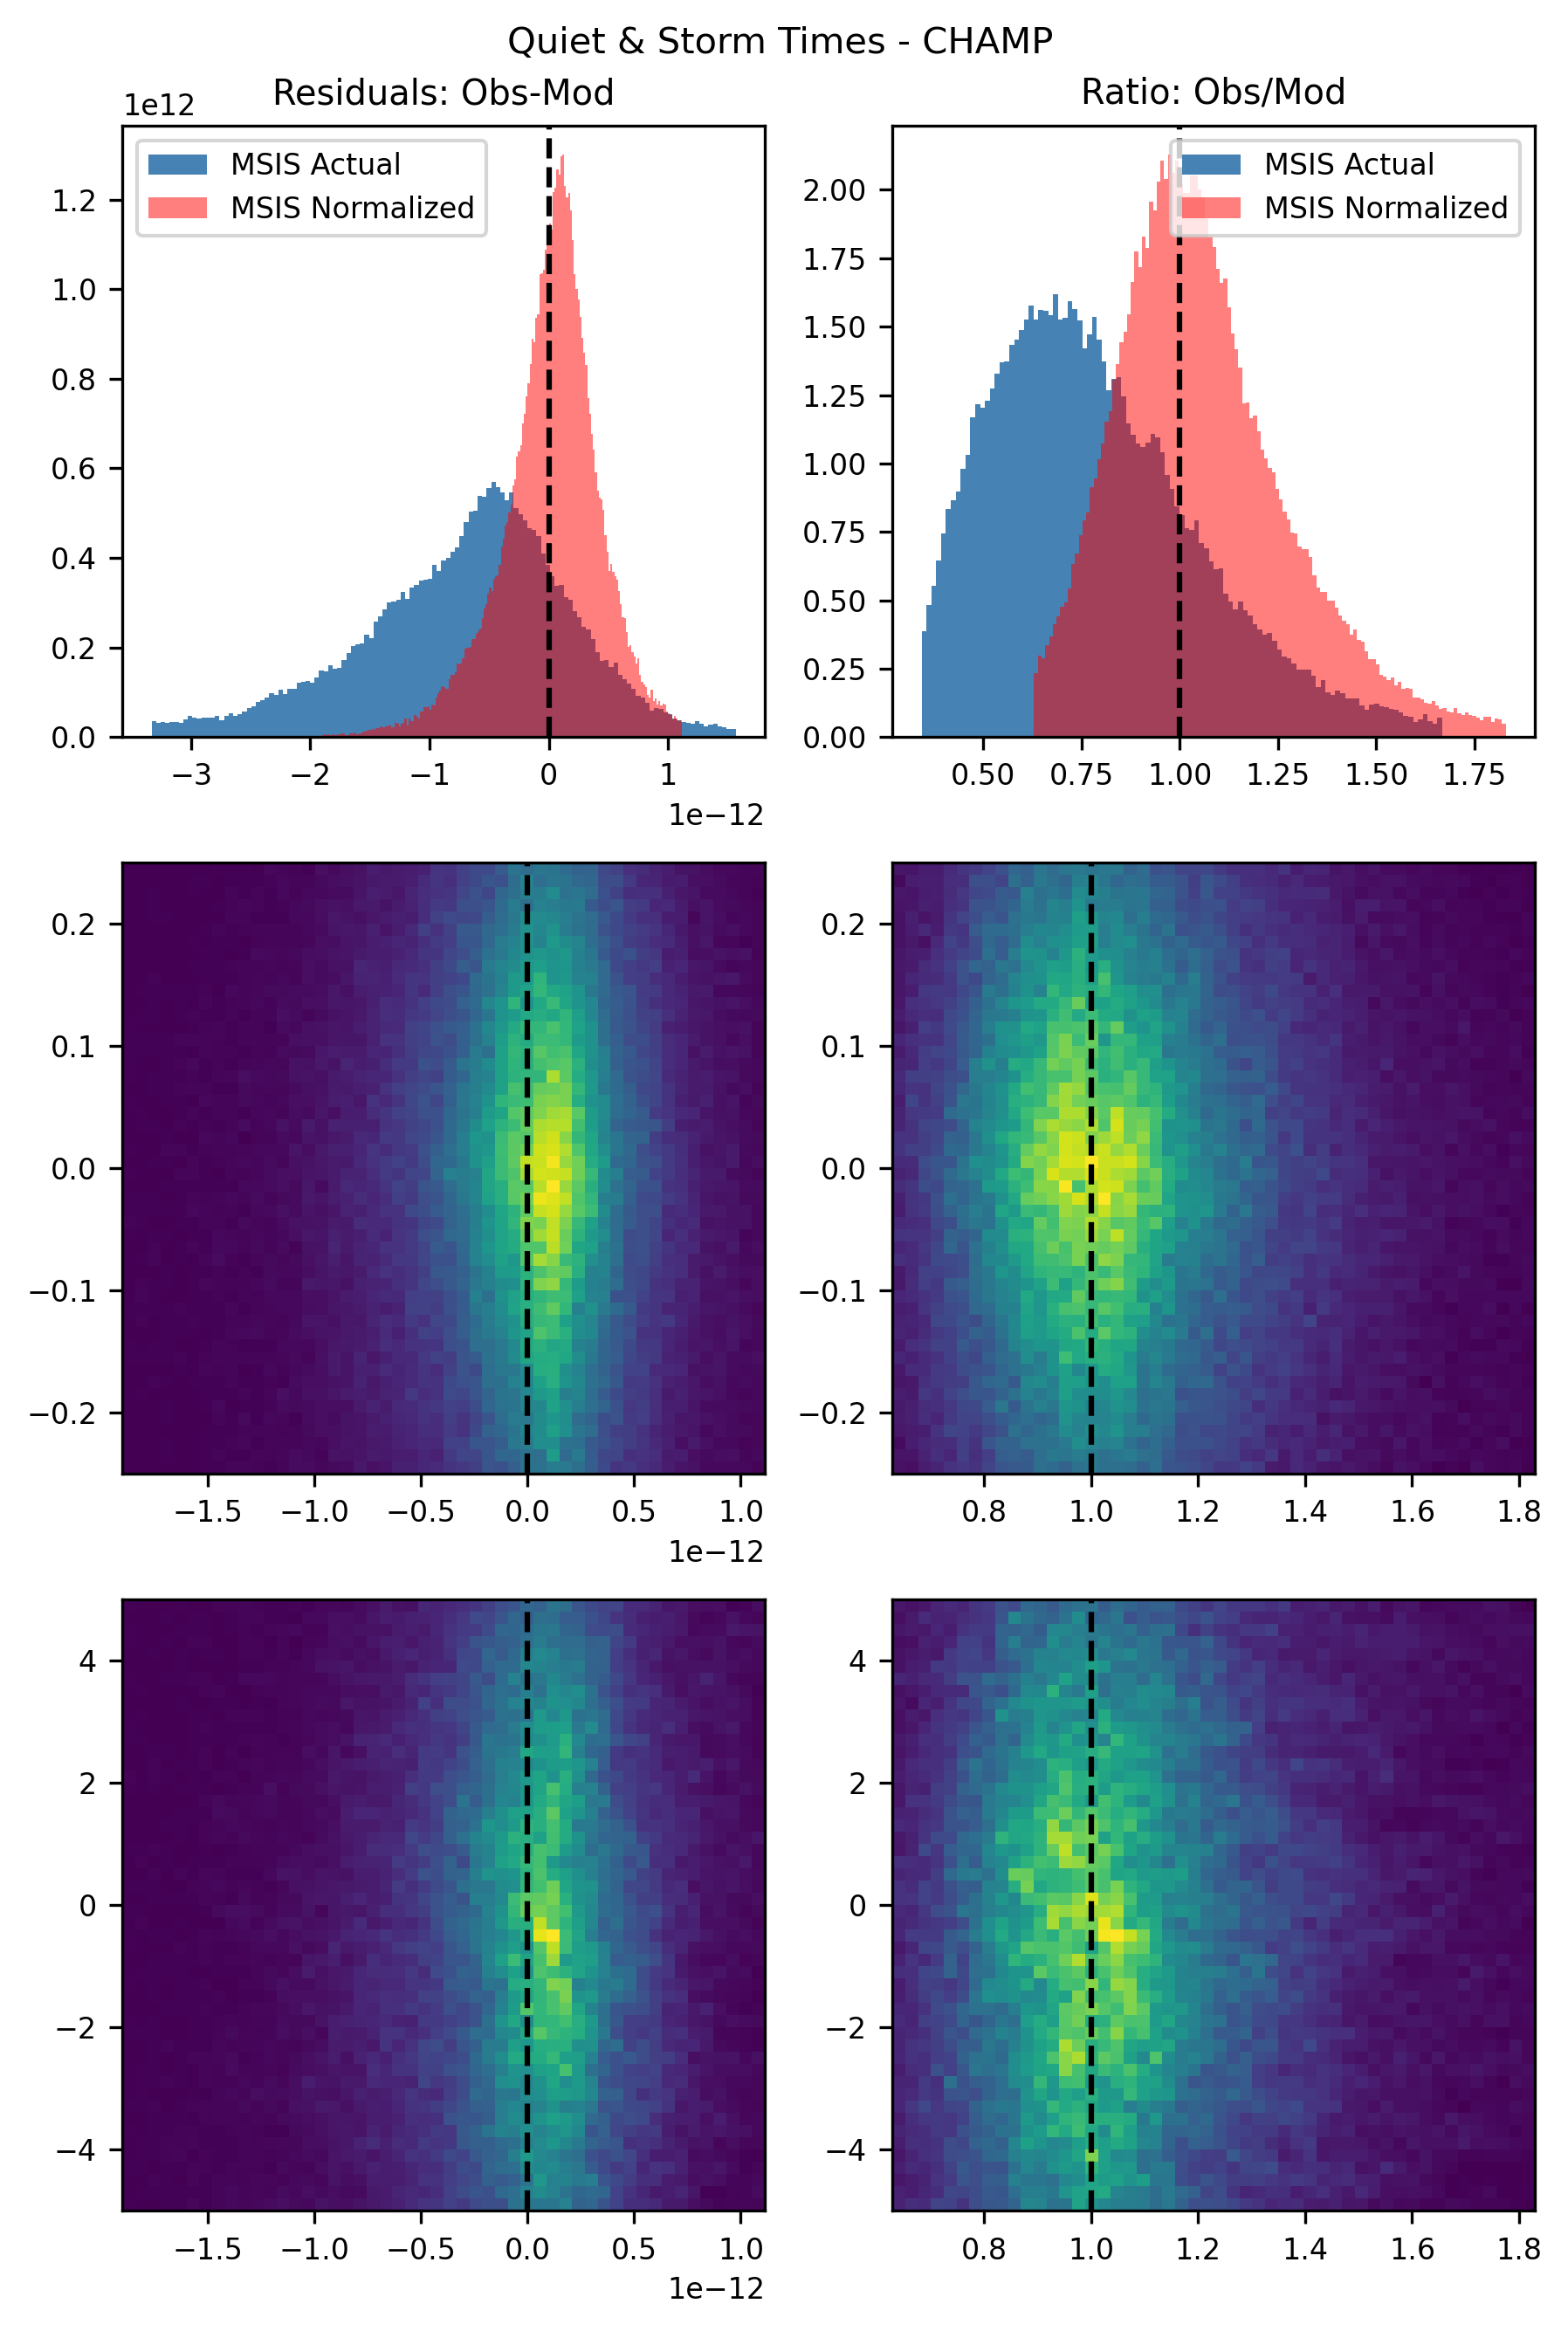 Quiet & Storm Times - CHAMP
Residuals: Obs-Mod
Ratio: Obs/Mod
1e12
MSIS Actual
MSIS Normalized
MSIS Actual
MSIS Normalized
1.2
1.0
0.8
0.6
0.4
0.2
0.0
−3 −2 −1 0 1
1e−12
2.00
1.75
1.50
1.25
1.00
0.75
0.50
0.25
0.00
0.50 0.75 1.00 1.25 1.50 1.75
0.2
0.1
0.0
−0.1
−0.2
−1.5 −1.0 −0.5 0.0 0.5 1.0
1e−12
0.2
0.1
0.0
−0.1
−0.2
0.8 1.0 1.2 1.4 1.6 1.8
4
2
0
−2
−4
−1.5 −1.0 −0.5 0.0 0.5 1.0
1e−12
4
2
0
−2
−4
0.8 1.0 1.2 1.4 1.6 1.8